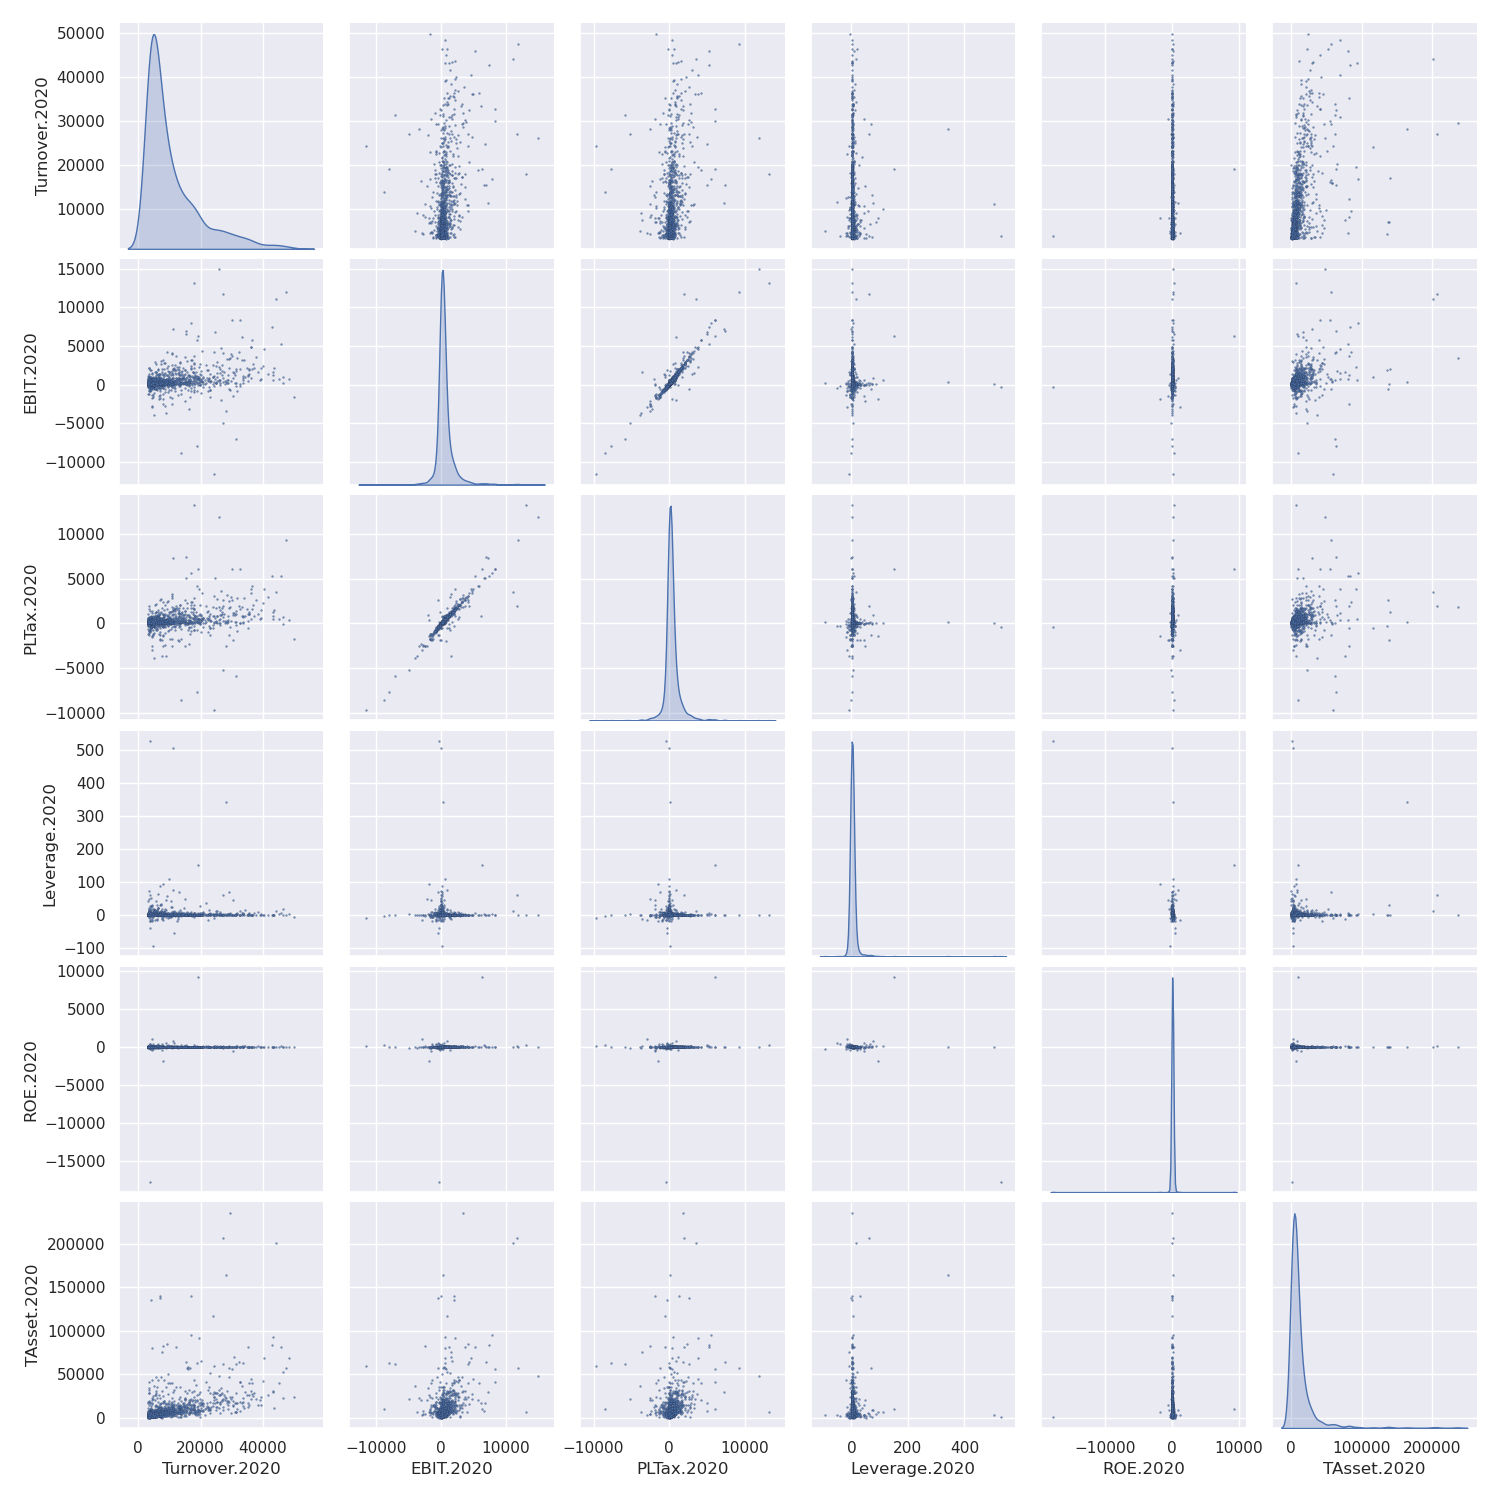 50000
40000
30000
20000
10000
Turnover.2020
15000
10000
5000
0
−5000
−10000
EBIT.2020
10000
5000
0
−5000
−10000
PLTax.2020
500
400
300
200
100
0
−100
Leverage.2020
10000
5000
0
−5000
−10000
−15000
ROE.2020
200000
150000
100000
50000
0
TAsset.2020
0 20000 40000
−10000 0 10000
−10000 0 10000
0 200 400
−10000 0 10000
0 100000 200000
Turnover.2020 EBIT.2020 PLTax.2020 Leverage.2020 ROE.2020 TAsset.2020